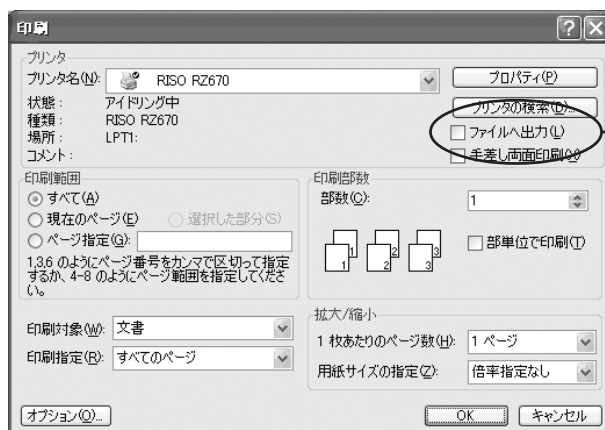 印刷
プリンタ
プリンタ名(N): RISO RZ670
プロパティ(P)
状態: アイドリング中
プリンタの検索(D)...
種類: RISO RZ670
ファイルへ出力(L)
場所: LPT1:
手差し両面印刷(X)
コメント:
印刷範囲
すべて(A)
現在のページ(E) 選択した部分(S)
ページ指定(G):
1,3,6 のようにページ番号をカンマで区切って指定
するか、4-8 のようにページ範囲を指定してくださ
い。
印刷部数
部数(C): 1
1 1 2 2 3 3
部単位で印刷(T)
印刷対象(W): 文書
印刷指定(R): すべてのページ
拡大/縮小
1 枚あたりのページ数(H): 1 ページ
用紙サイズの指定(Z): 倍率指定なし
オプション(O)...
OK
キャンセル